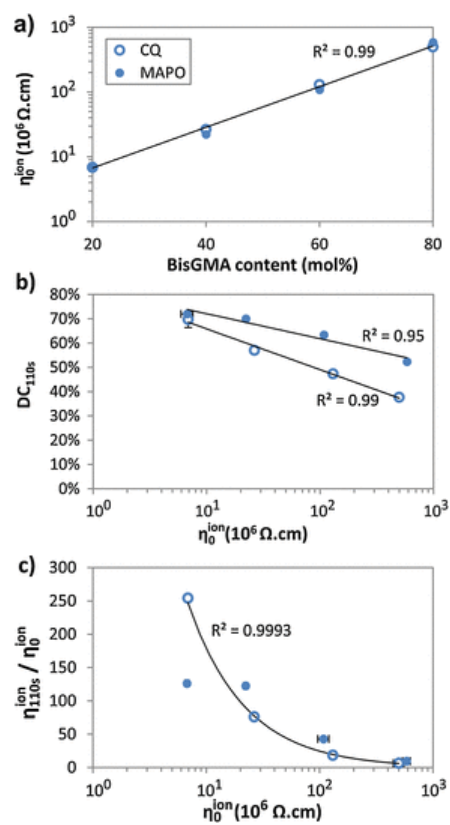 a)
10³
10²
10¹
10⁰
η₀ⁱᵒⁿ (10⁶ Ω.cm)
CQ
MAPO
R² = 0.99
20 40 60 80
BisGMA content (mol%)
b)
80%
70%
60%
50%
40%
30%
20%
10%
0%
DC₁₁₀ₛ
R² = 0.95
R² = 0.99
10⁰ 10¹ 10² 10³
η₀ⁱᵒⁿ (10⁶ Ω.cm)
c)
300
250
200
150
100
50
0
η₁₁₀ₛⁱᵒⁿ / η₀ⁱᵒⁿ
R² = 0.9993
10⁰ 10¹ 10² 10³
η₀ⁱᵒⁿ (10⁶ Ω.cm)